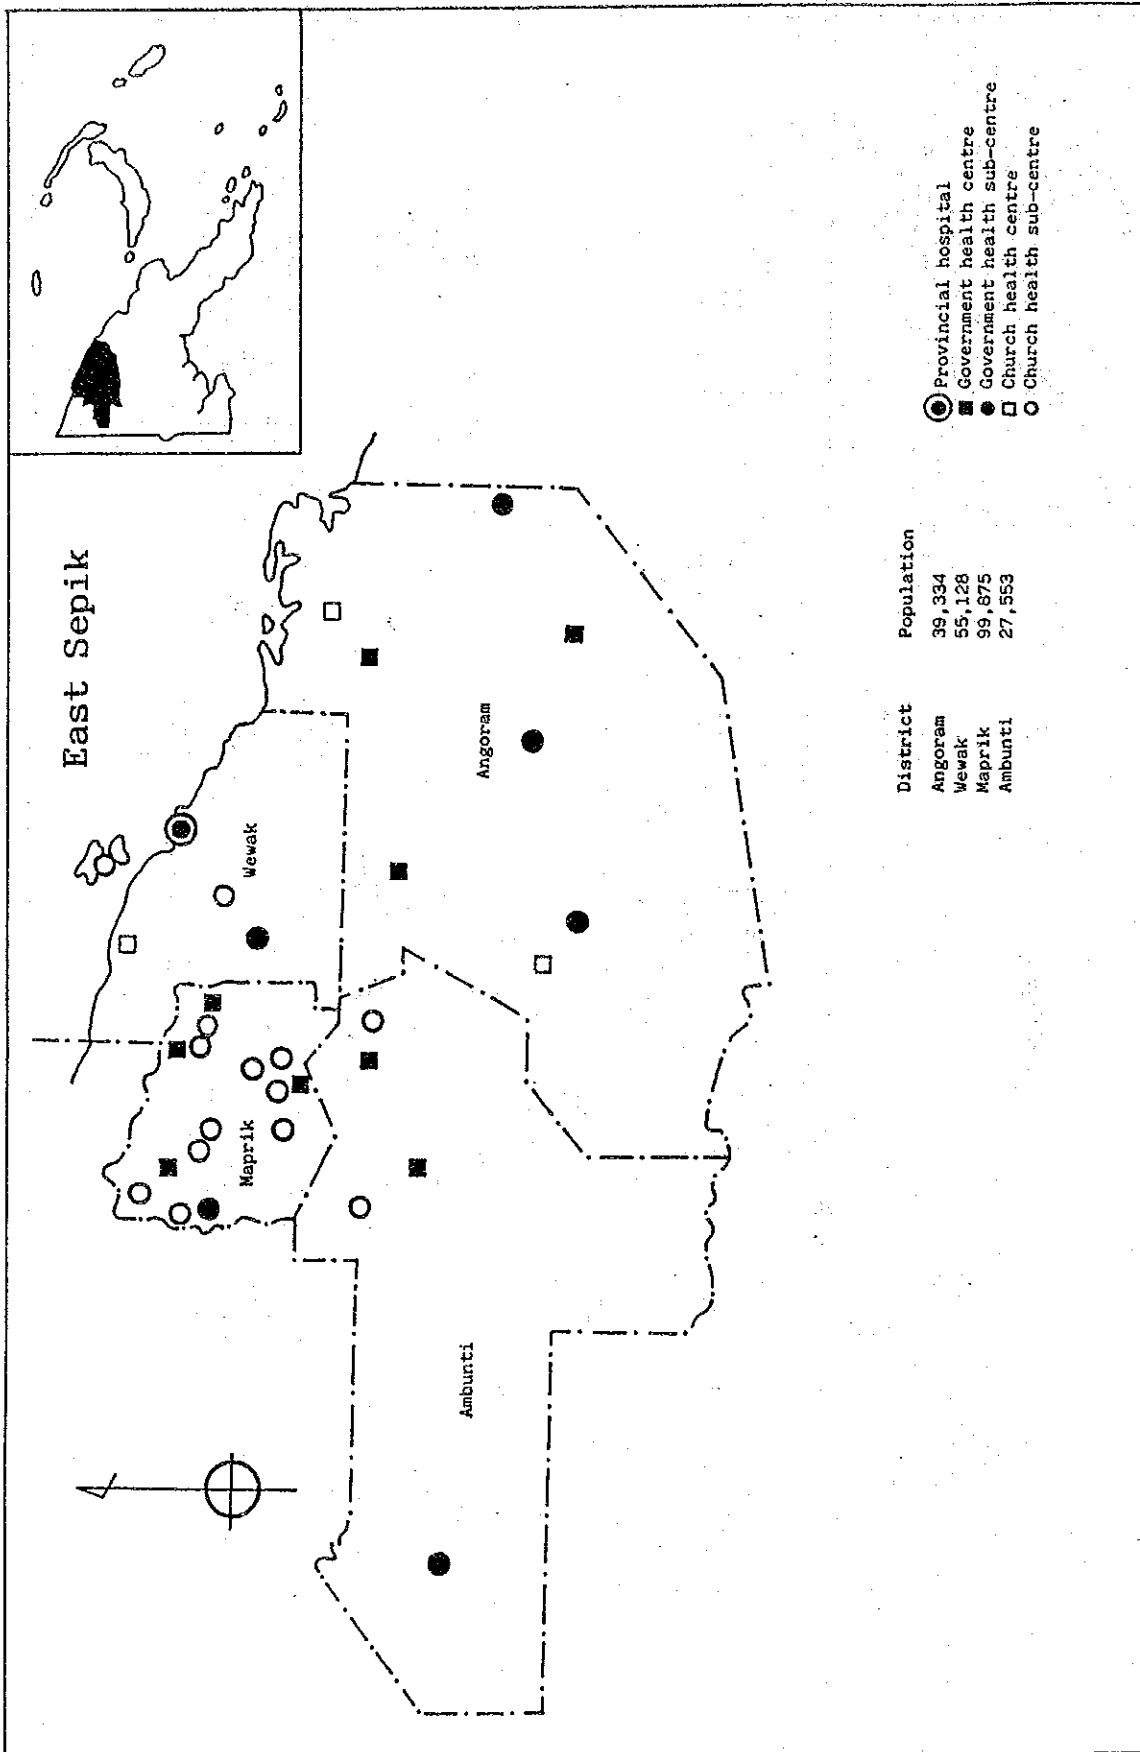 East Sepik
Wewak
Maprik
Angoram
Ambunti
District Population
Angoram 39,334
Wewak 55,128
Maprik 99,875
Ambunti 27,553
Provincial hospital
Government health centre
Government health sub-centre
Church health centre
Church health sub-centre